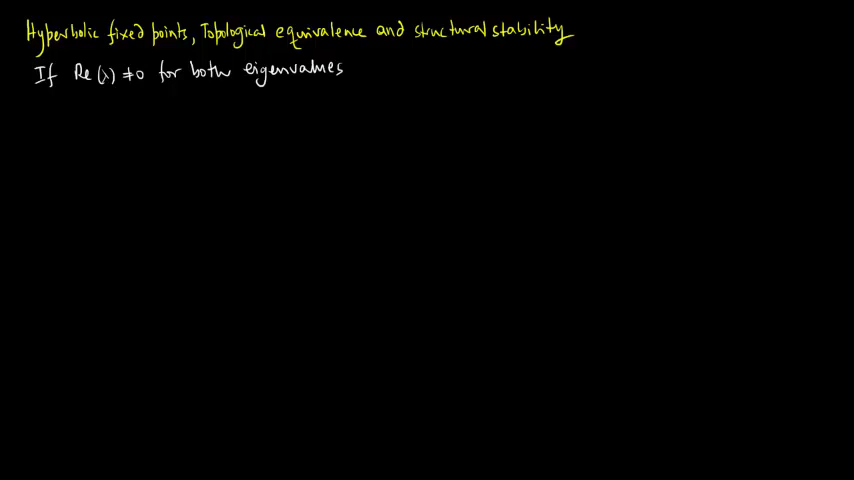 Hyperbolic fixed points, Topological equivalence and structural stability
If Re(λ) ≠ 0 for both eigenvalues